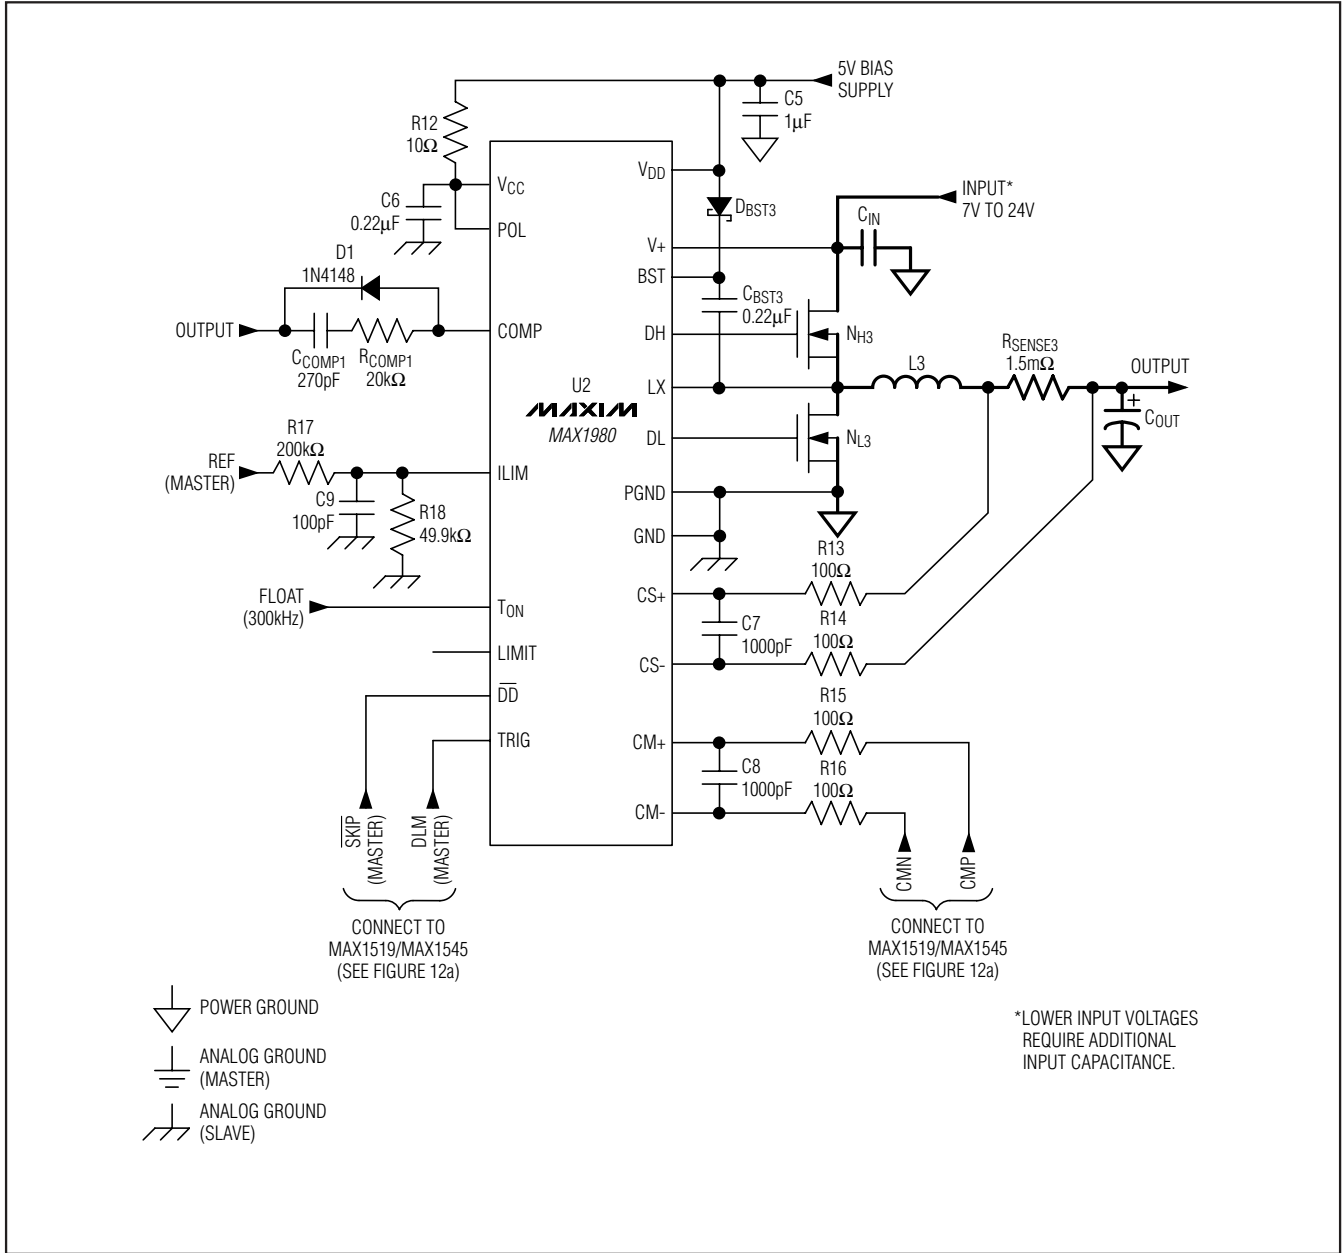 5V BIAS
SUPPLY
C5
1µF
R12
10Ω
C6
0.22µF
VCC
POL
VDD
DBST3
INPUT*
7V TO 24V
CIN
V+
BST
CBST3
0.22µF
D1
1N4148
OUTPUT
CCOMP1
270pF
RCOMP1
20kΩ
COMP
DH
NH3
LX
L3
RSENSE3
1.5mΩ
OUTPUT
+
COUT
U2
MAXIM
MAX1980
DL
NL3
R17
200kΩ
REF
(MASTER)
C9
100pF
R18
49.9kΩ
ILIM
PGND
GND
R13
100Ω
CS+
C7
1000pF
R14
100Ω
CS-
FLOAT
(300kHz)
TON
LIMIT
DD
TRIG
R15
100Ω
CM+
C8
1000pF
R16
100Ω
CM-
SKIP
(MASTER)
DLM
(MASTER)
CMN
CMP
CONNECT TO
MAX1519/MAX1545
(SEE FIGURE 12a)
CONNECT TO
MAX1519/MAX1545
(SEE FIGURE 12a)
POWER GROUND
ANALOG GROUND
(MASTER)
ANALOG GROUND
(SLAVE)
*LOWER INPUT VOLTAGES
REQUIRE ADDITIONAL
INPUT CAPACITANCE.